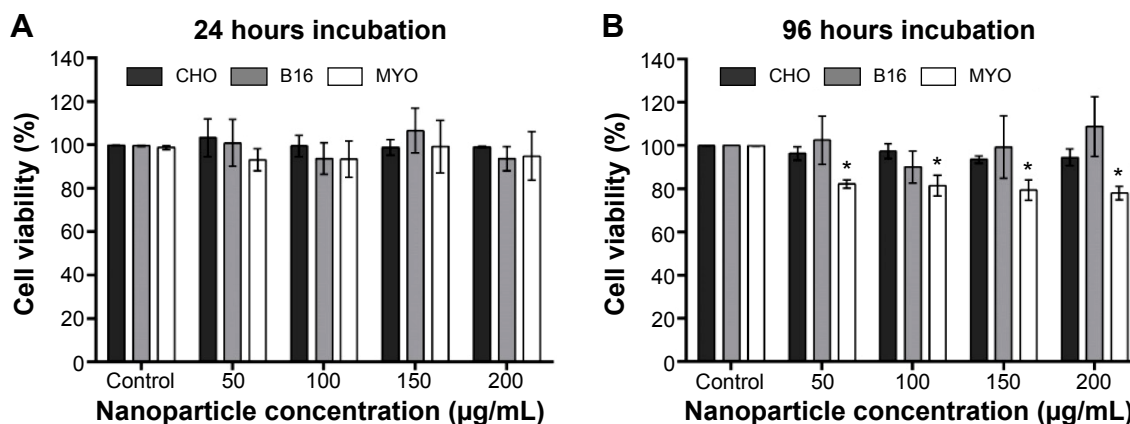 A
24 hours incubation
140
120
100
80
60
40
20
0
Cell viability (%)
CHO B16 MYO
Control 50 100 150 200
Nanoparticle concentration (µg/mL)
B
96 hours incubation
140
120
100
80
60
40
20
0
Cell viability (%)
CHO B16 MYO
* * * *
Control 50 100 150 200
Nanoparticle concentration (µg/mL)